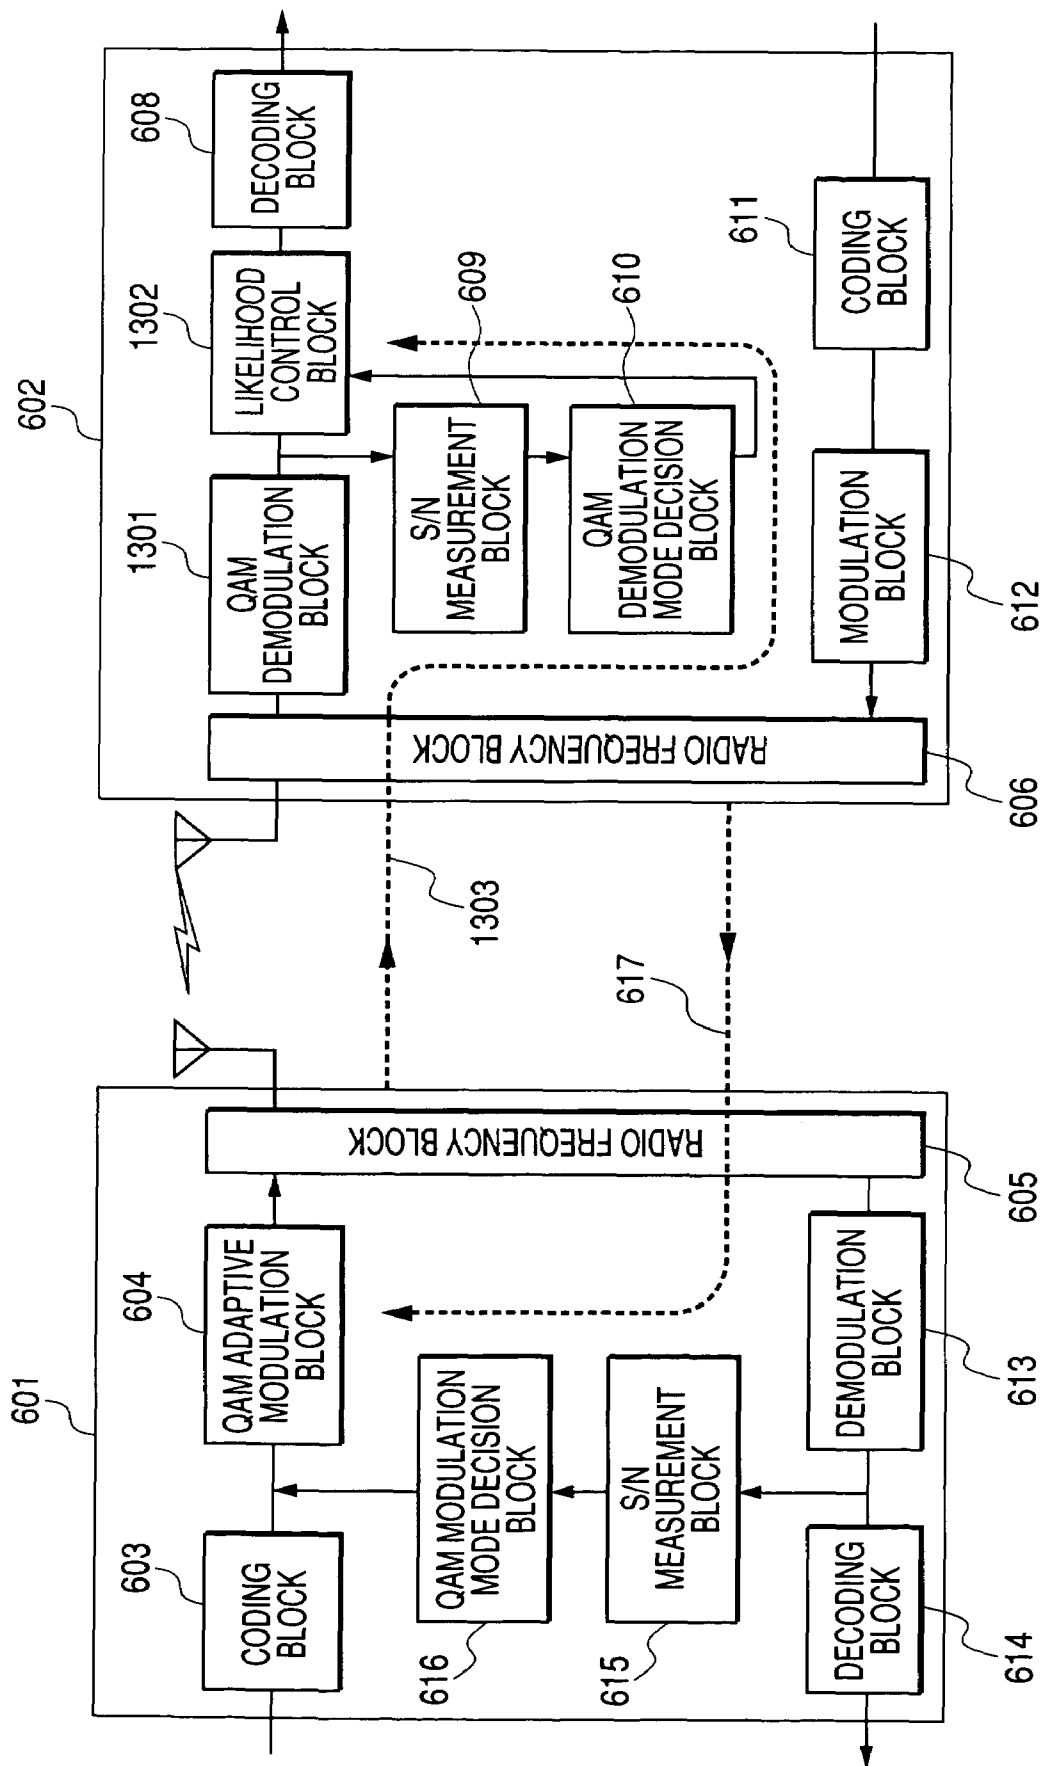 601
603
CODING
BLOCK
604
QAM ADAPTIVE
MODULATION
BLOCK
616
QAM MODULATION
MODE DECISION
BLOCK
615
S/N
MEASUREMENT
BLOCK
614
DECODING
BLOCK
613
DEMODULATION
BLOCK
605
RADIO FREQUENCY BLOCK
617
1303
602
606
RADIO FREQUENCY BLOCK
1301
QAM
DEMODULATION
BLOCK
1302
LIKELIHOOD
CONTROL
BLOCK
608
DECODING
BLOCK
609
S/N
MEASUREMENT
BLOCK
610
QAM
DEMODULATION
MODE DECISION
BLOCK
612
MODULATION
BLOCK
611
CODING
BLOCK